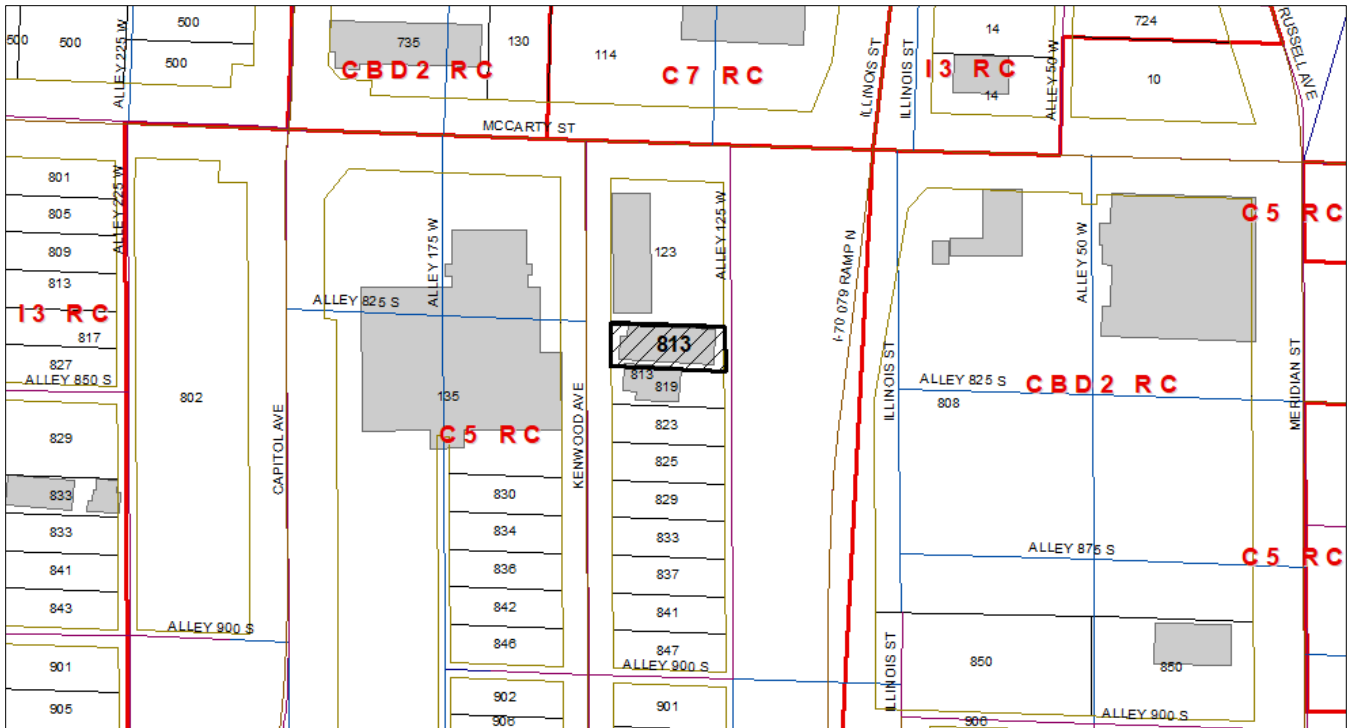 500
500
500
500
ALLEY 225 W
735
130
114
CBD2 RC
C7 RC
ILLINOIS ST
ILLINOIS ST
14
I3 RC
14
ALLEY 50 W
724
10
RUSSELL AVE
MCCARTY ST
801
805
809
813
I3 RC
817
827
ALLEY 850 S
829
833
833
841
843
901
905
ALLEY 225 W
802
ALLEY 900 S
CAPITOL AVE
ALLEY 175 W
ALLEY 825 S
135
C5 RC
830
834
836
842
846
902
906
KENWOOD AVE
123
813
813
819
823
825
829
833
837
841
847
ALLEY 900 S
901
ALLEY 125 W
I-70 079 RAMP N
ILLINOIS ST
ALLEY 50 W
C5 RC
ALLEY 825 S
CBD2 RC
808
MERIDIAN ST
ALLEY 875 S
C5 RC
ILLINOIS ST
850
850
ALLEY 900 S
900